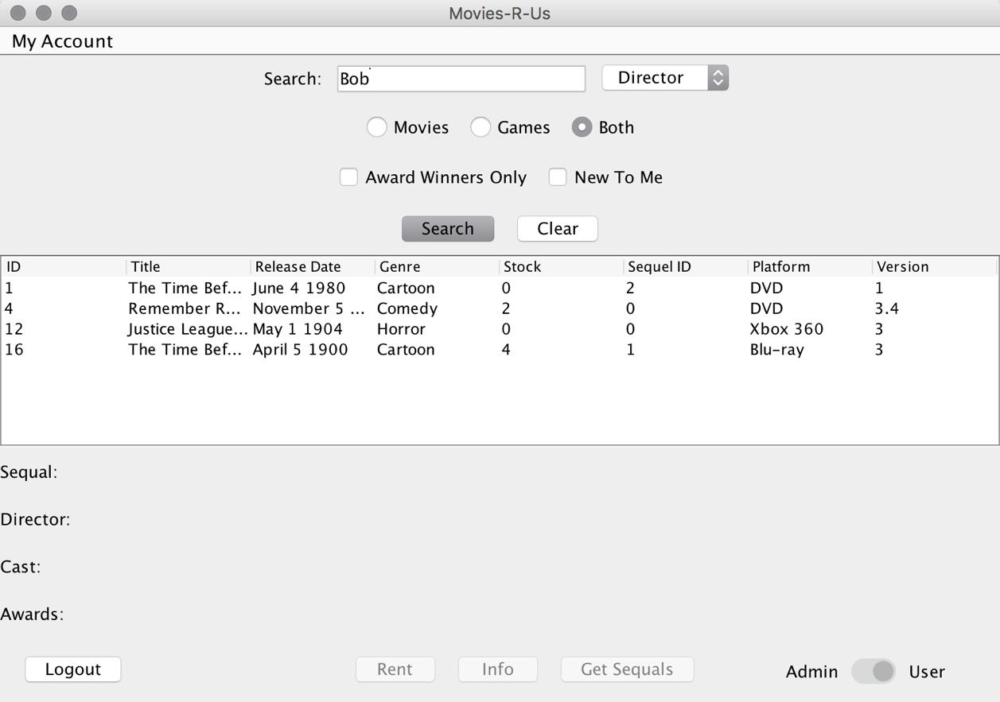 Movies-R-Us
My Account
Search: Bob Director
Movies Games Both
Award Winners Only New To Me
Search Clear
ID Title Release Date Genre Stock Sequel ID Platform Version
1 The Time Bef... June 4 1980 Cartoon 0 2 DVD 1
4 Remember R... November 5 ... Comedy 2 0 DVD 3.4
12 Justice League... May 1 1904 Horror 0 0 Xbox 360 3
16 The Time Bef... April 5 1900 Cartoon 4 1 Blu-ray 3
Sequal:
Director:
Cast:
Awards:
Logout Rent Info Get Sequals Admin User